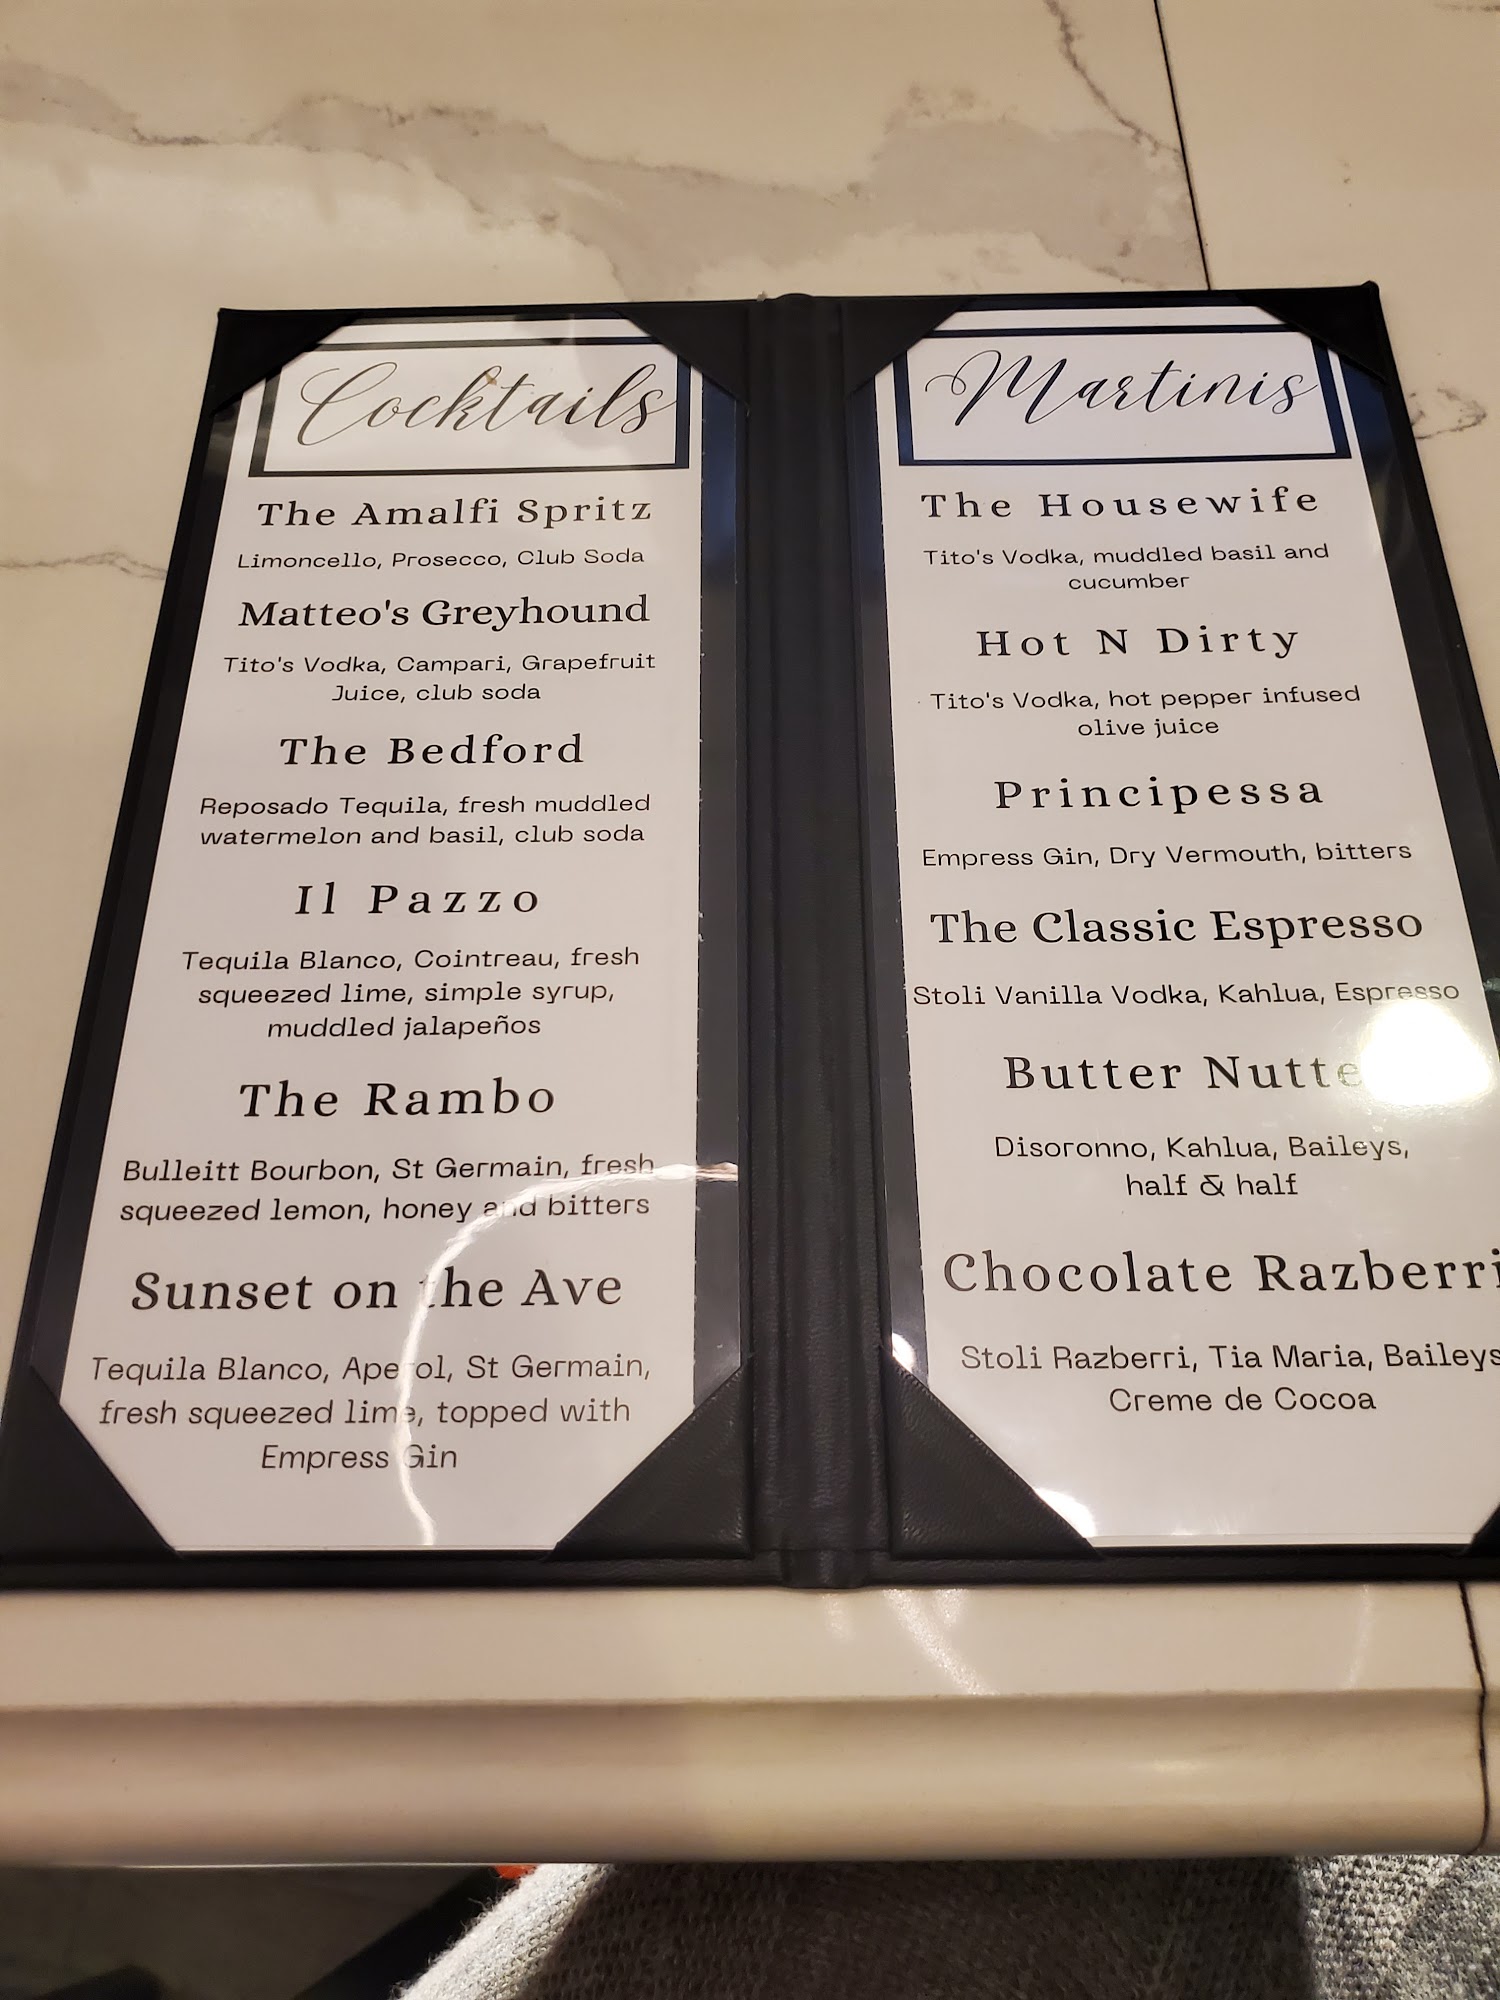 Cocktails
The Amalfi Spritz
Limoncello, Prosecco, Club Soda
Matteo's Greyhound
Tito's Vodka, Campari, Grapefruit
Juice, club soda
The Bedford
Reposado Tequila, fresh muddled
watermelon and basil, club soda
Il Pazzo
Tequila Blanco, Cointreau, fresh
squeezed lime, simple syrup,
muddled jalapeños
The Rambo
Bulleitt Bourbon, St Germain, fresh
squeezed lemon, honey and bitters
Sunset on the Ave
Tequila Blanco, Aperol, St Germain,
fresh squeezed lime, topped with
Empress Gin
Martinis
The Housewife
Tito's Vodka, muddled basil and
cucumber
Hot N Dirty
Tito's Vodka, hot pepper infused
olive juice
Principessa
Empress Gin, Dry Vermouth, bitters
The Classic Espresso
Stoli Vanilla Vodka, Kahlua, Espresso
Butter
Disoronno, Kahlua, Baileys,
half & half
Chocolate Razberri
Stoli Razberri, Tia Maria, Baileys
Creme de Cocoa